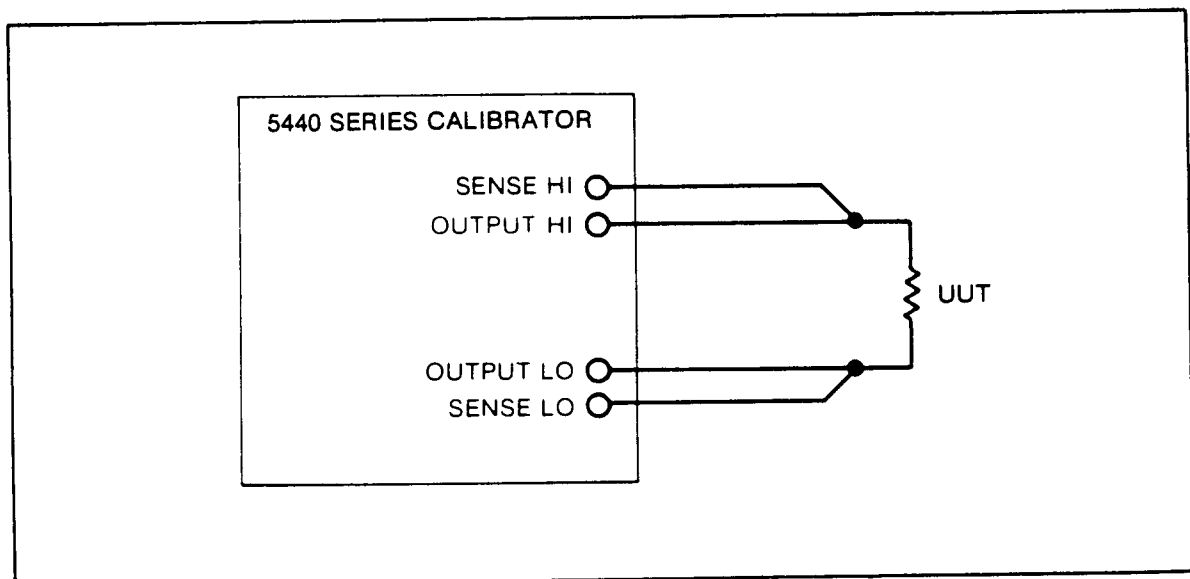 5440 SERIES CALIBRATOR
SENSE HI
OUTPUT HI
UUT
OUTPUT LO
SENSE LO